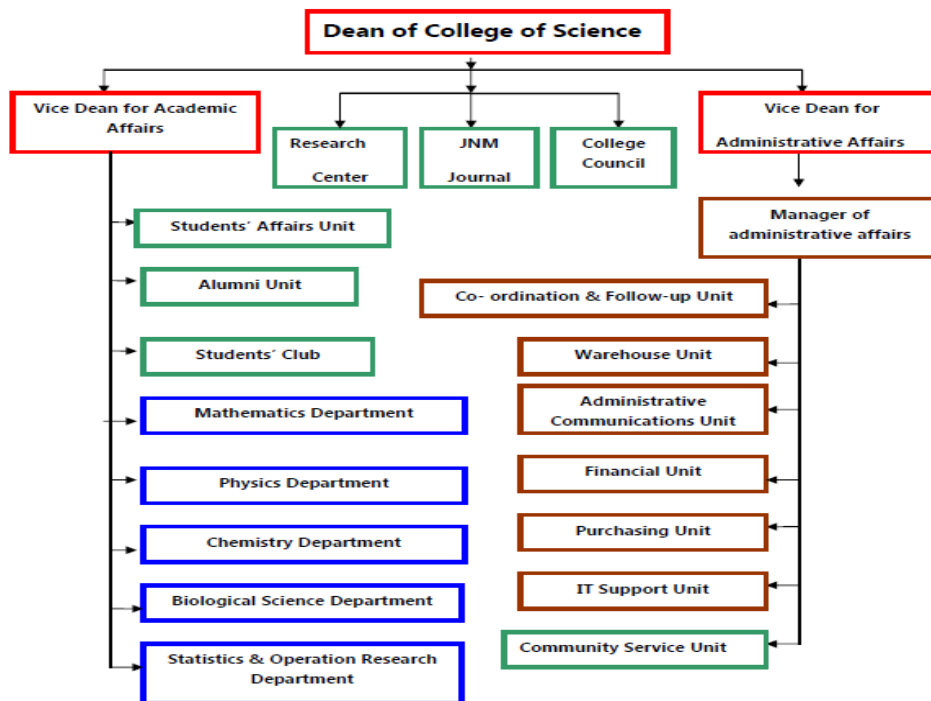 Dean of College of Science
Vice Dean for Academic
Affairs
Research
Center
JNM
Journal
College
Council
Vice Dean for
Administrative Affairs
Manager of
administrative affairs
Students´ Affairs Unit
Alumni Unit
Students´ Club
Mathematics Department
Physics Department
Chemistry Department
Biological Science Department
Statistics & Operation Research
Department
Co- ordination & Follow-up Unit
Warehouse Unit
Administrative
Communications Unit
Financial Unit
Purchasing Unit
IT Support Unit
Community Service Unit